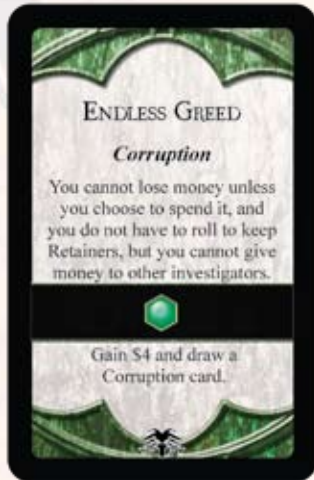 ENDLESS GREED
Corruption
You cannot lose money unless
you choose to spend it, and
you do not have to roll to keep
Retainers, but you cannot give
money to other investigators.
Gain $4 and draw a
Corruption card.